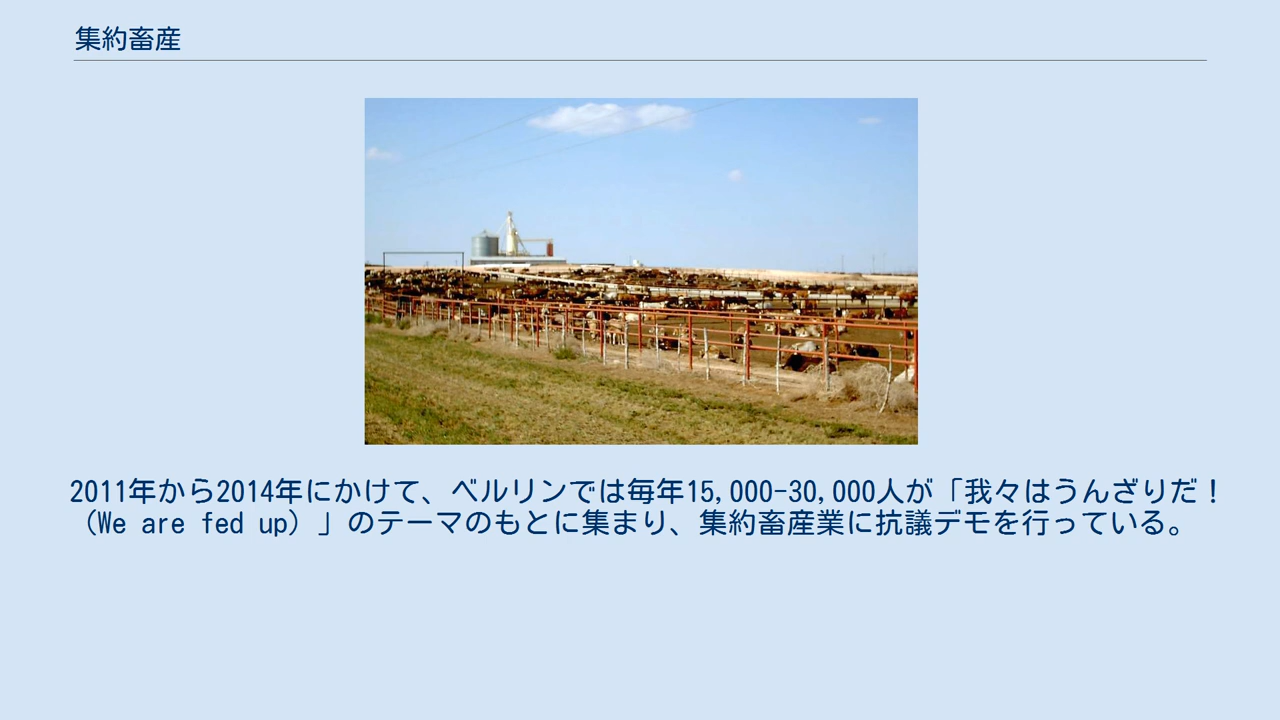 集約畜産
2011年から2014年にかけて、ベルリンでは毎年15,000-30,000人が「我々はうんざりだ！
（We are fed up）」のテーマのもとに集まり、集約畜産業に抗議デモを行っている。